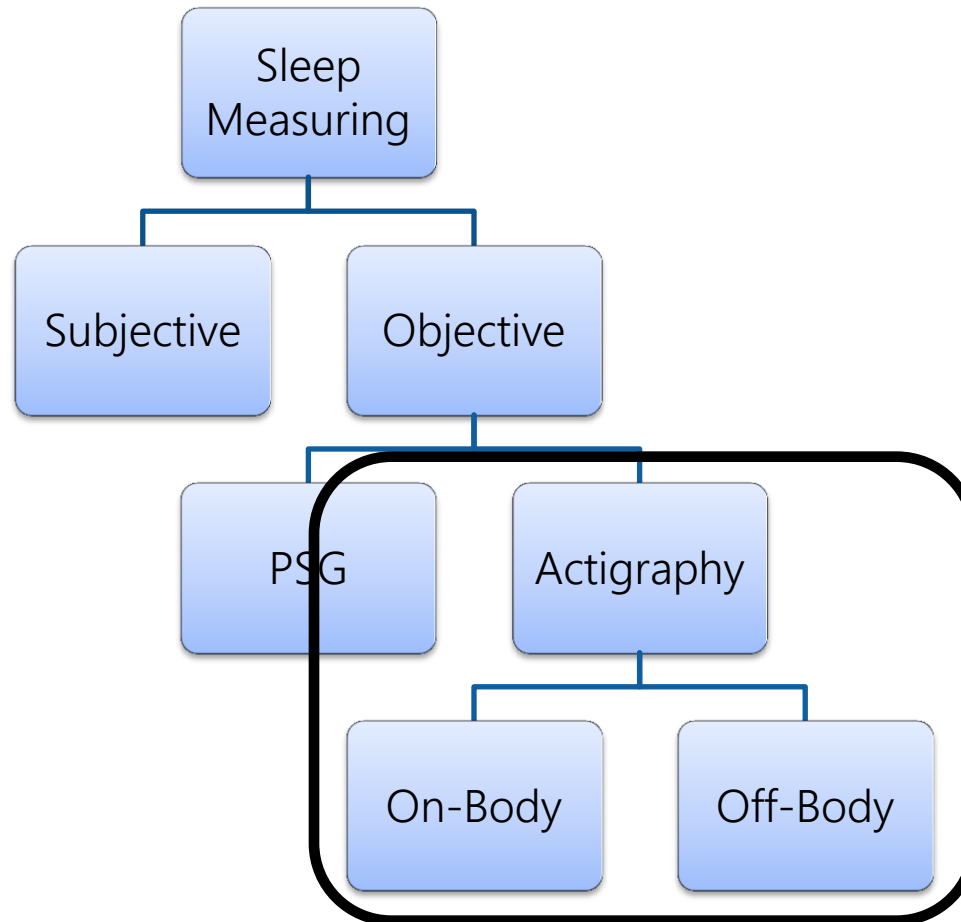 Sleep
Measuring
Subjective
Objective
PSG
Actigraphy
On-Body
Off-Body